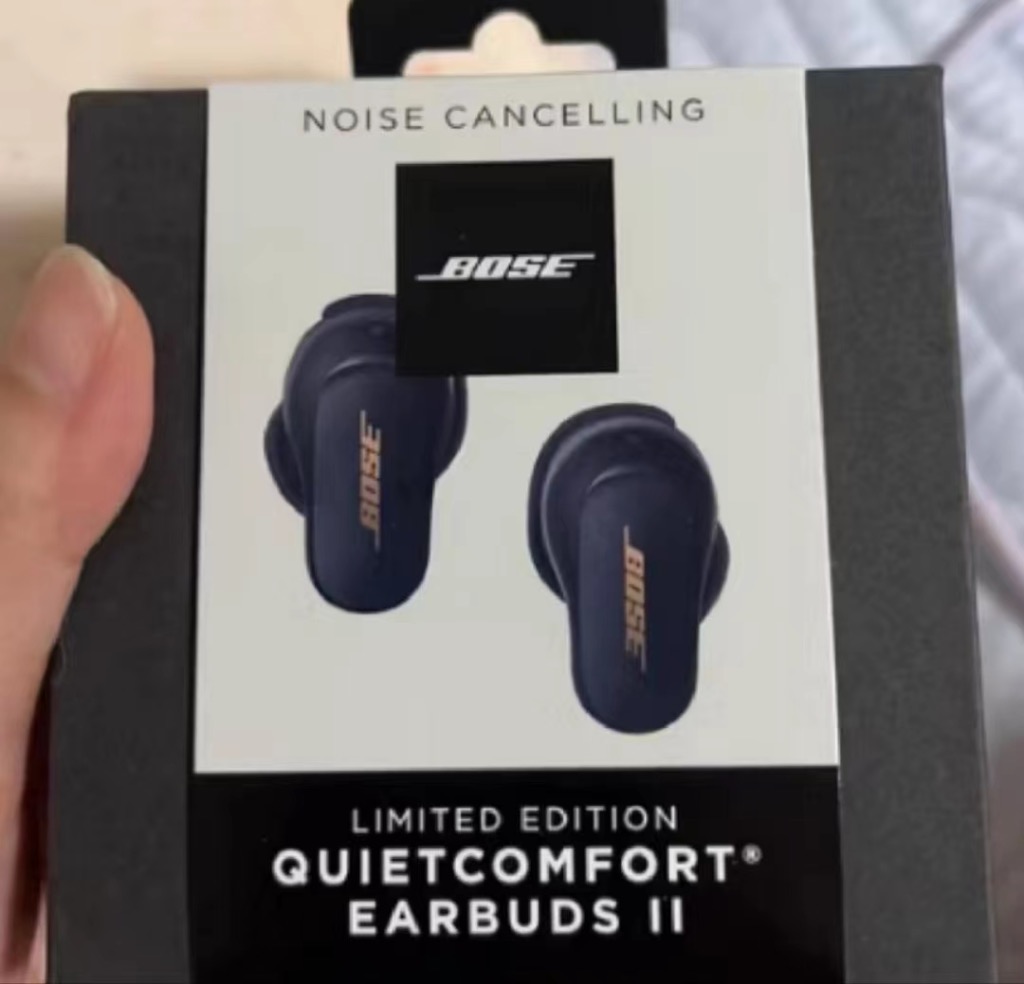 NOISE CANCELLING
BOSE
BOSE
BOSE
LIMITED EDITION
QUIETCOMFORT®
EARBUDS II